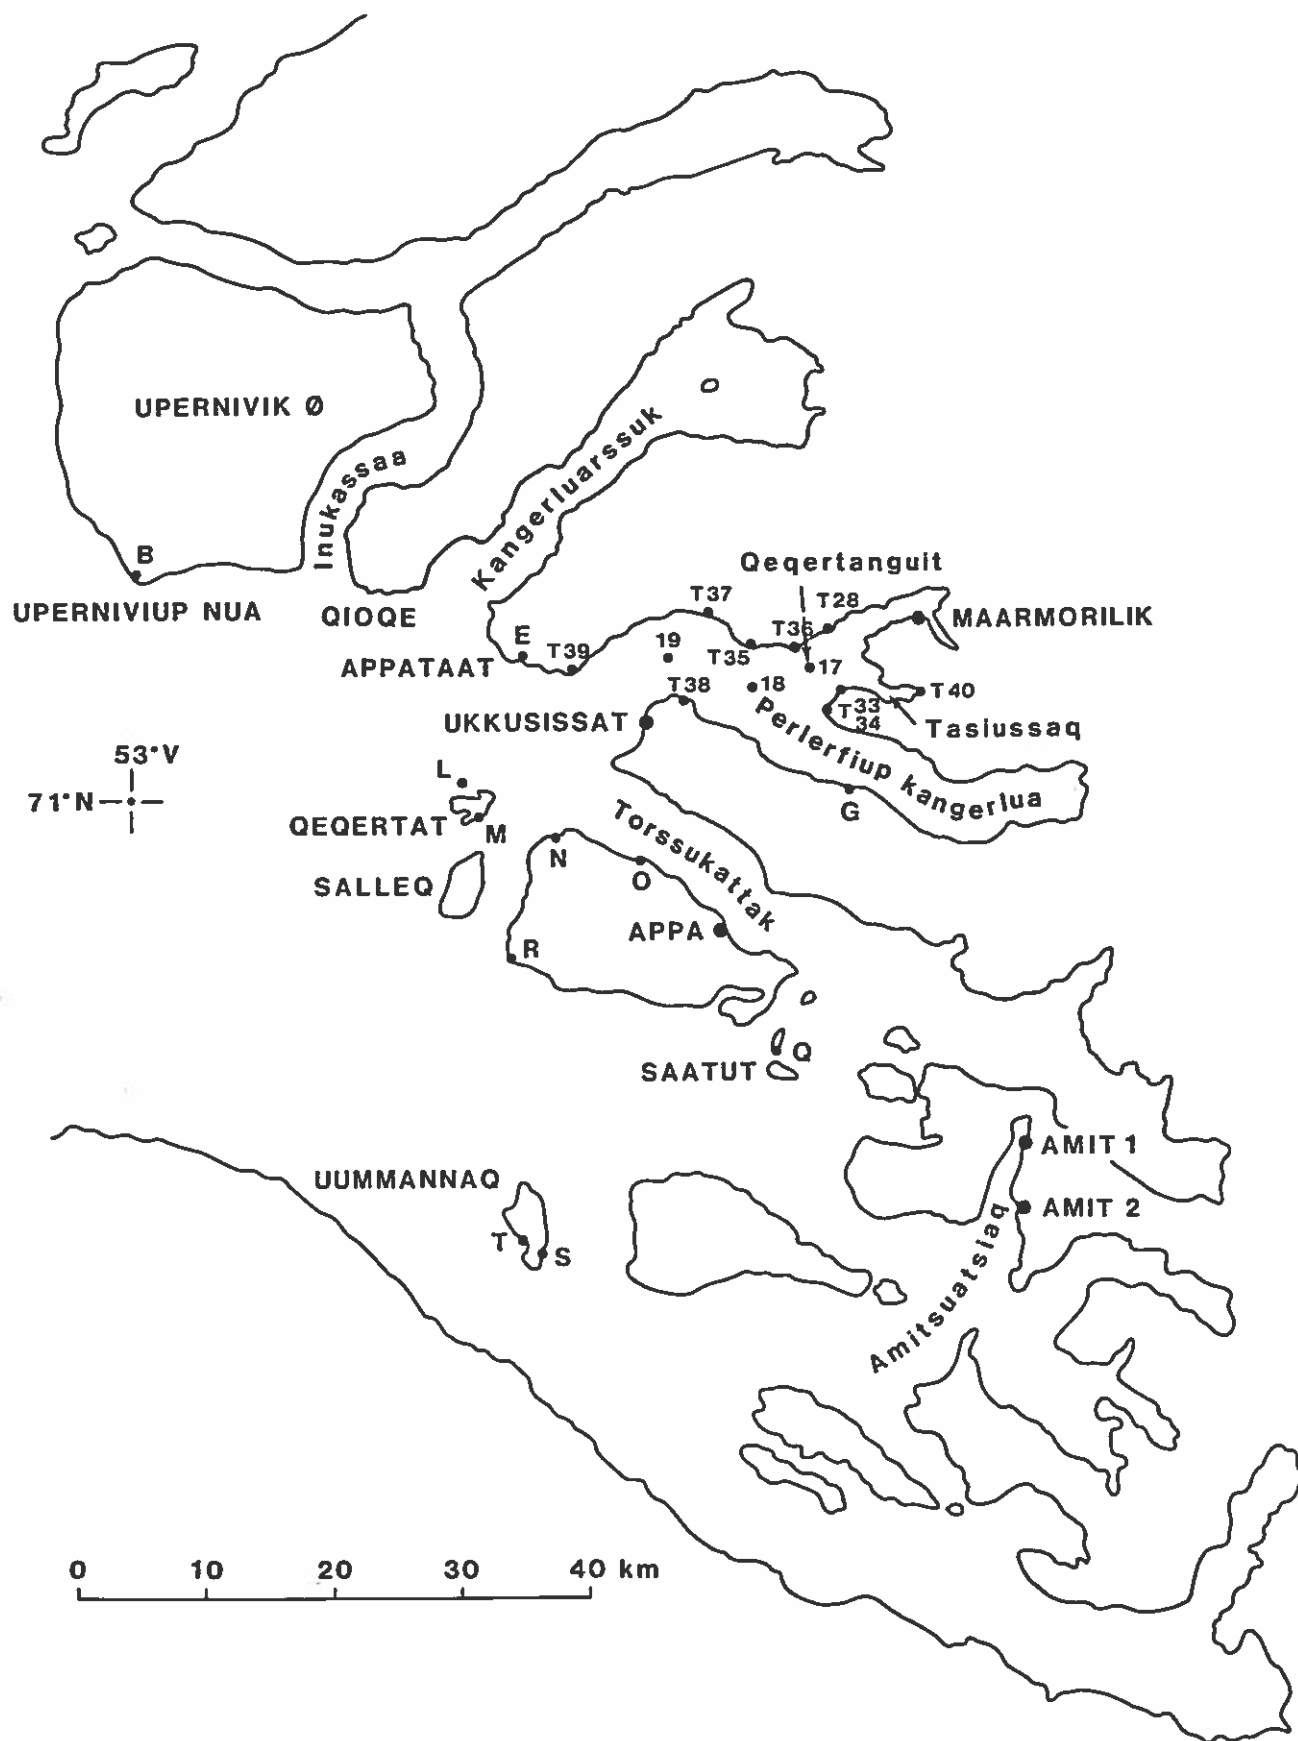 UPERNIVIK Ø
Inukassaa
Kangerluarssuk
B
UPERNIVIUP NUA
QIOQE
Qeqertanguit
T37
T28
T36
MAARMORILIK
E
T39
19
T35
17
APPATAAT
T38
18
T40
T33
34
UKKUSISSAT
Tasiussaq
Perlerfiup kangerlua
53°V
71°N
L
G
QEQERTAT
M
Torssukattak
N
SALLEQ
O
APPA
R
Q
SAATUT
AMIT 1
UUMMANNAQ
AMIT 2
T
S
Amitsuatsiaq
0 10 20 30 40 km